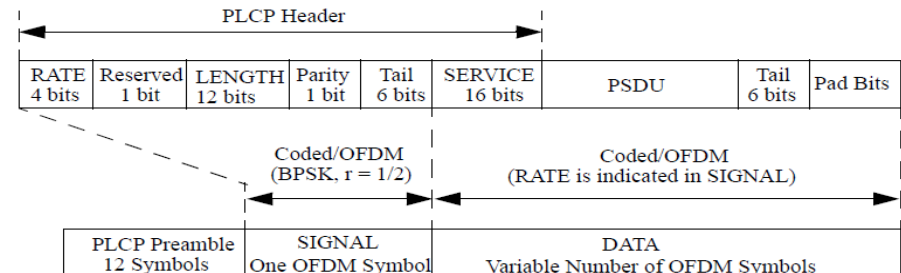 PLCP Header
RATE Reserved LENGTH Parity Tail SERVICE PSDU Tail Pad Bits
4 bits 1 bit 12 bits 1 bit 6 bits 16 bits 6 bits
Coded/OFDM Coded/OFDM
(BPSK, r = 1/2) (RATE is indicated in SIGNAL)
PLCP Preamble SIGNAL DATA
12 Symbols One OFDM Symbol Variable Number of OFDM Symbols